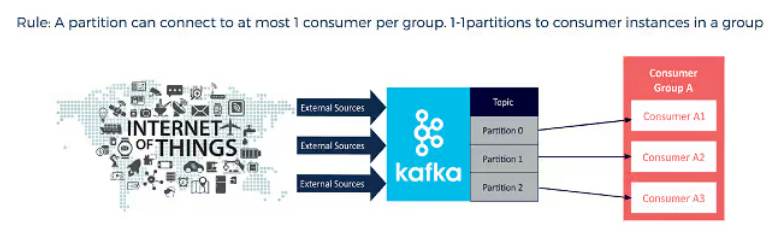 Rule: A partition can connect to at most 1 consumer per group. 1-1partitions to consumer instances in a group
Consumer
Group A
Topic
External Sources
Consumer A1
INTERNET
Partition 0
OF THINGS
External Sources
kafka
Partition 1
Consumer A2
External Sources
Partition 2
Consumer A3